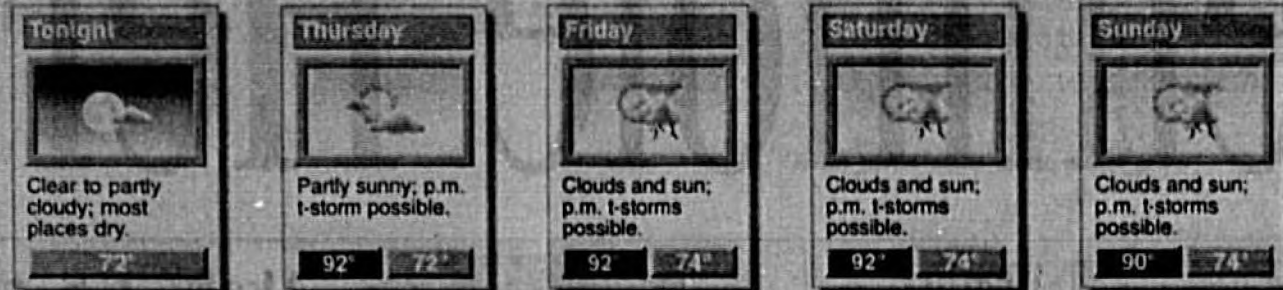 Tonight
Clear to partly
cloudy; most
places dry.
72°
Thursday
Partly sunny; p.m.
t-storm possible.
92° 72°
Friday
Clouds and sun;
p.m. t-storms
possible.
92° 74°
Saturday
Clouds and sun;
p.m. t-storms
possible.
92° 74°
Sunday
Clouds and sun;
p.m. t-storms
possible.
90° 74°